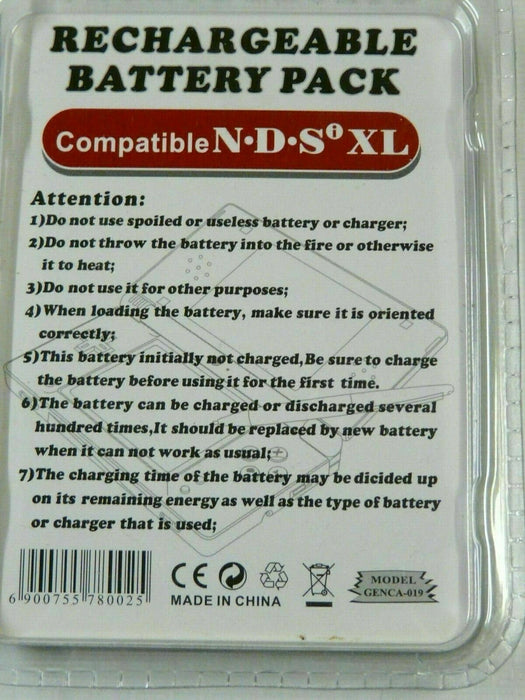 RECHARGEABLE
BATTERY PACK
Compatible N·D·Si XL
Attention:
1)Do not use spoiled or useless battery or charger;
2)Do not throw the battery into the fire or otherwise
it to heat;
3)Do not use it for other purposes;
4)When loading the battery, make sure it is oriented
correctly;
5)This battery initially not charged,Be sure to charge
the battery before using it for the first time.
6)The battery can be charged or discharged several
hundred times,It should be replaced by new battery
when it can not work as usual;
7)The charging time of the battery may be dicided up
on its remaining energy as well as the type of battery
or charger that is used;
6 900755 780025
CE
MADE IN CHINA
MODEL
GENCA-019